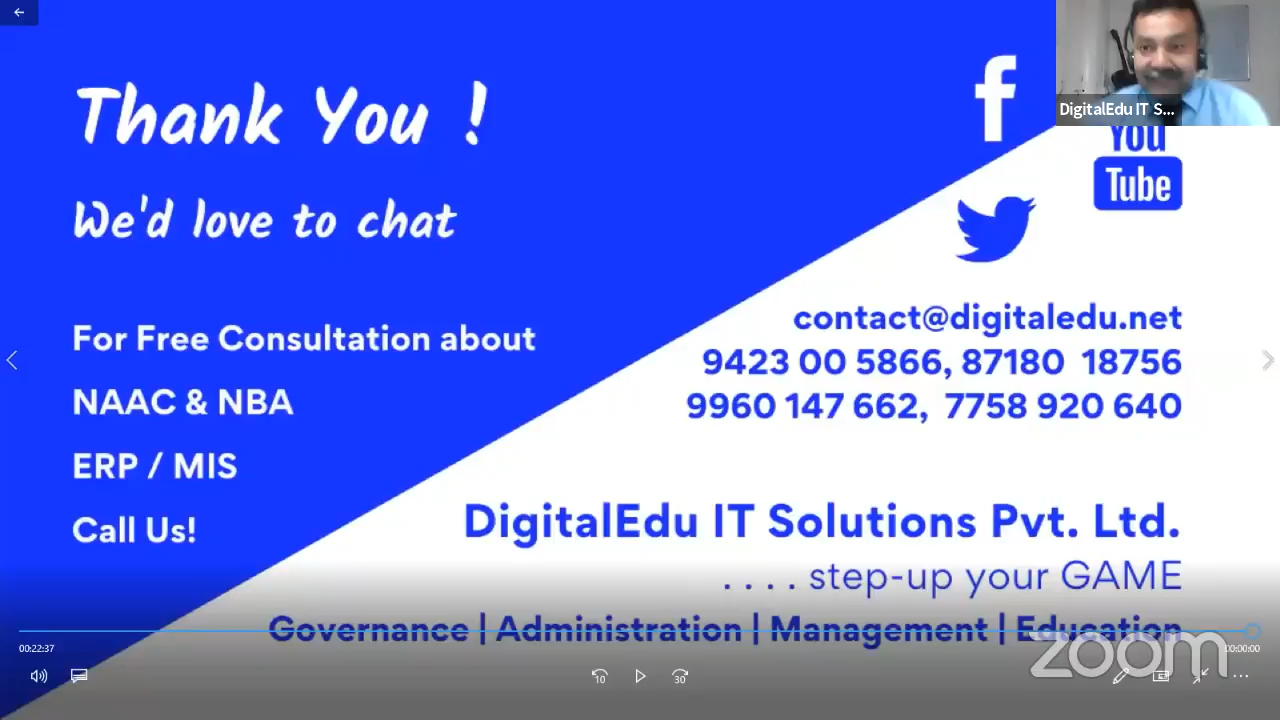 Thank You !
We'd love to chat
For Free Consultation about
NAAC & NBA
ERP / MIS
Call Us!
f
DigitalEdu IT S...
You
Tube
contact@digitaledu.net
9423 00 5866, 87180 18756
9960 147 662, 7758 920 640
DigitalEdu IT Solutions Pvt. Ltd.
. . . . step-up your GAME
Governance | Administration | Management | Education
zoom
00:22:37
00:00:00
10
30